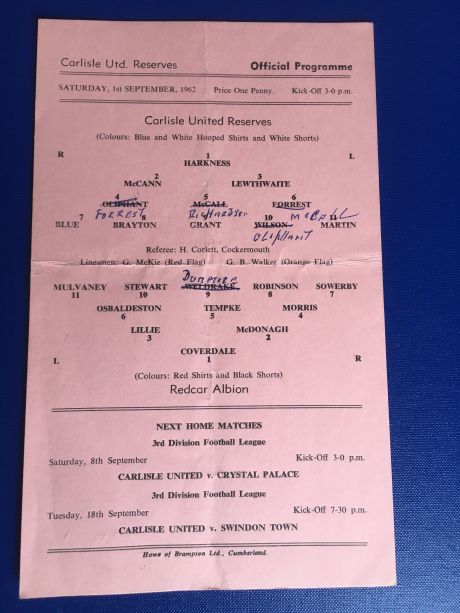 Carlisle Utd. Reserves Official Programme
SATURDAY, 1st SEPTEMBER, 1962 Price One Penny. Kick-Off 3-0 p.m.
Carlisle United Reserves
(Colours: Blue and White Hooped Shirts and White Shorts)
R 1 L
HARKNESS
2 3
McCANN LEWTHWAITE
4 5 6
OLIPHANT McCALL FORREST
FORREST RICHARDSON McCALL
7 8 9 10 11
BLUE BRAYTON GRANT WILSON MARTIN
OLIPHANT
Referee: H. Corlett, Cockermouth
Linesmen: G. McKie (Red Flag) G. B. Walker (Orange Flag)
MULVANEY STEWART WELDRAKE ROBINSON SOWERBY
11 10 9 8 7
OSBALDESTON TEMPKE MORRIS
6 5 4
LILLIE McDONAGH
3 2
COVERDALE
L 1 R
(Colours: Red Shirts and Black Shorts)
Redcar Albion
NEXT HOME MATCHES
3rd Division Football League
Saturday, 8th September Kick-Off 3-0 p.m.
CARLISLE UNITED v. CRYSTAL PALACE
3rd Division Football League
Tuesday, 18th September Kick-Off 7-30 p.m.
CARLISLE UNITED v. SWINDON TOWN
Howe of Brampton Ltd., Cumberland.